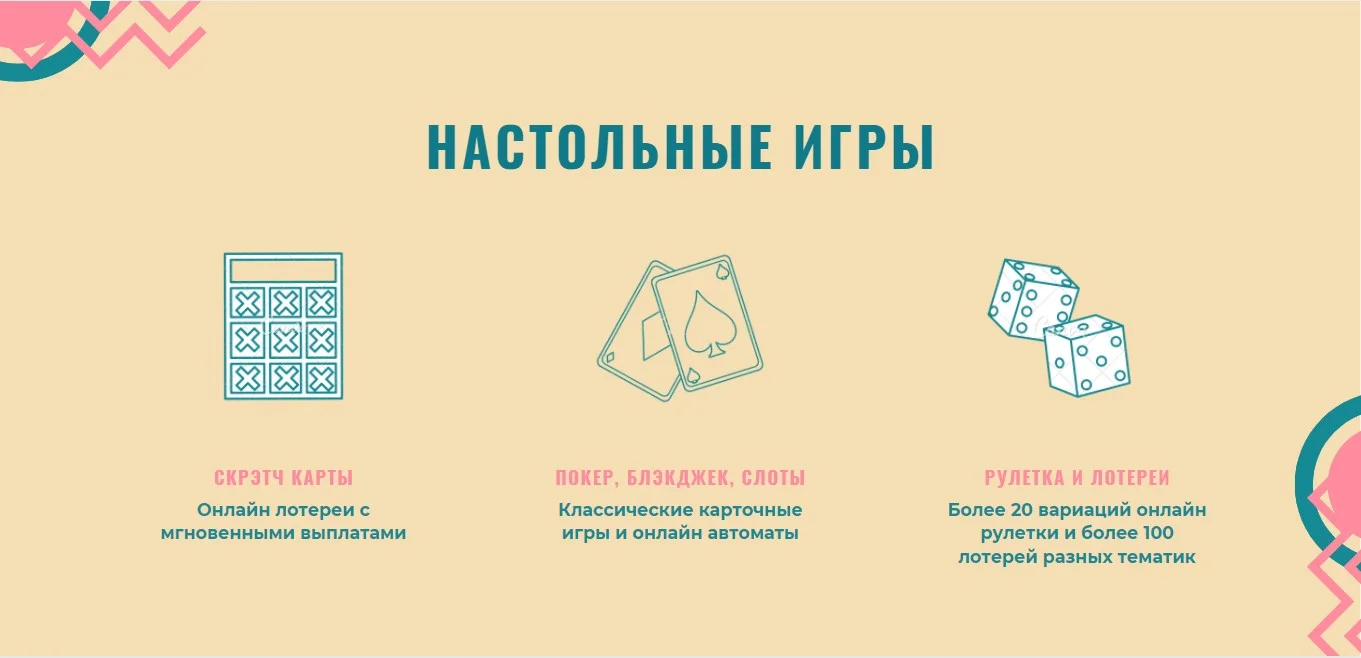 НАСТОЛЬНЫЕ ИГРЫ
СКРЭТЧ КАРТЫ
Онлайн лотереи с
мгновенными выплатами
ПОКЕР, БЛЭКДЖЕК, СЛОТЫ
Классические карточные
игры и онлайн автоматы
РУЛЕТКА И ЛОТЕРЕИ
Более 20 вариаций онлайн
рулетки и более 100
лотерей разных тематик